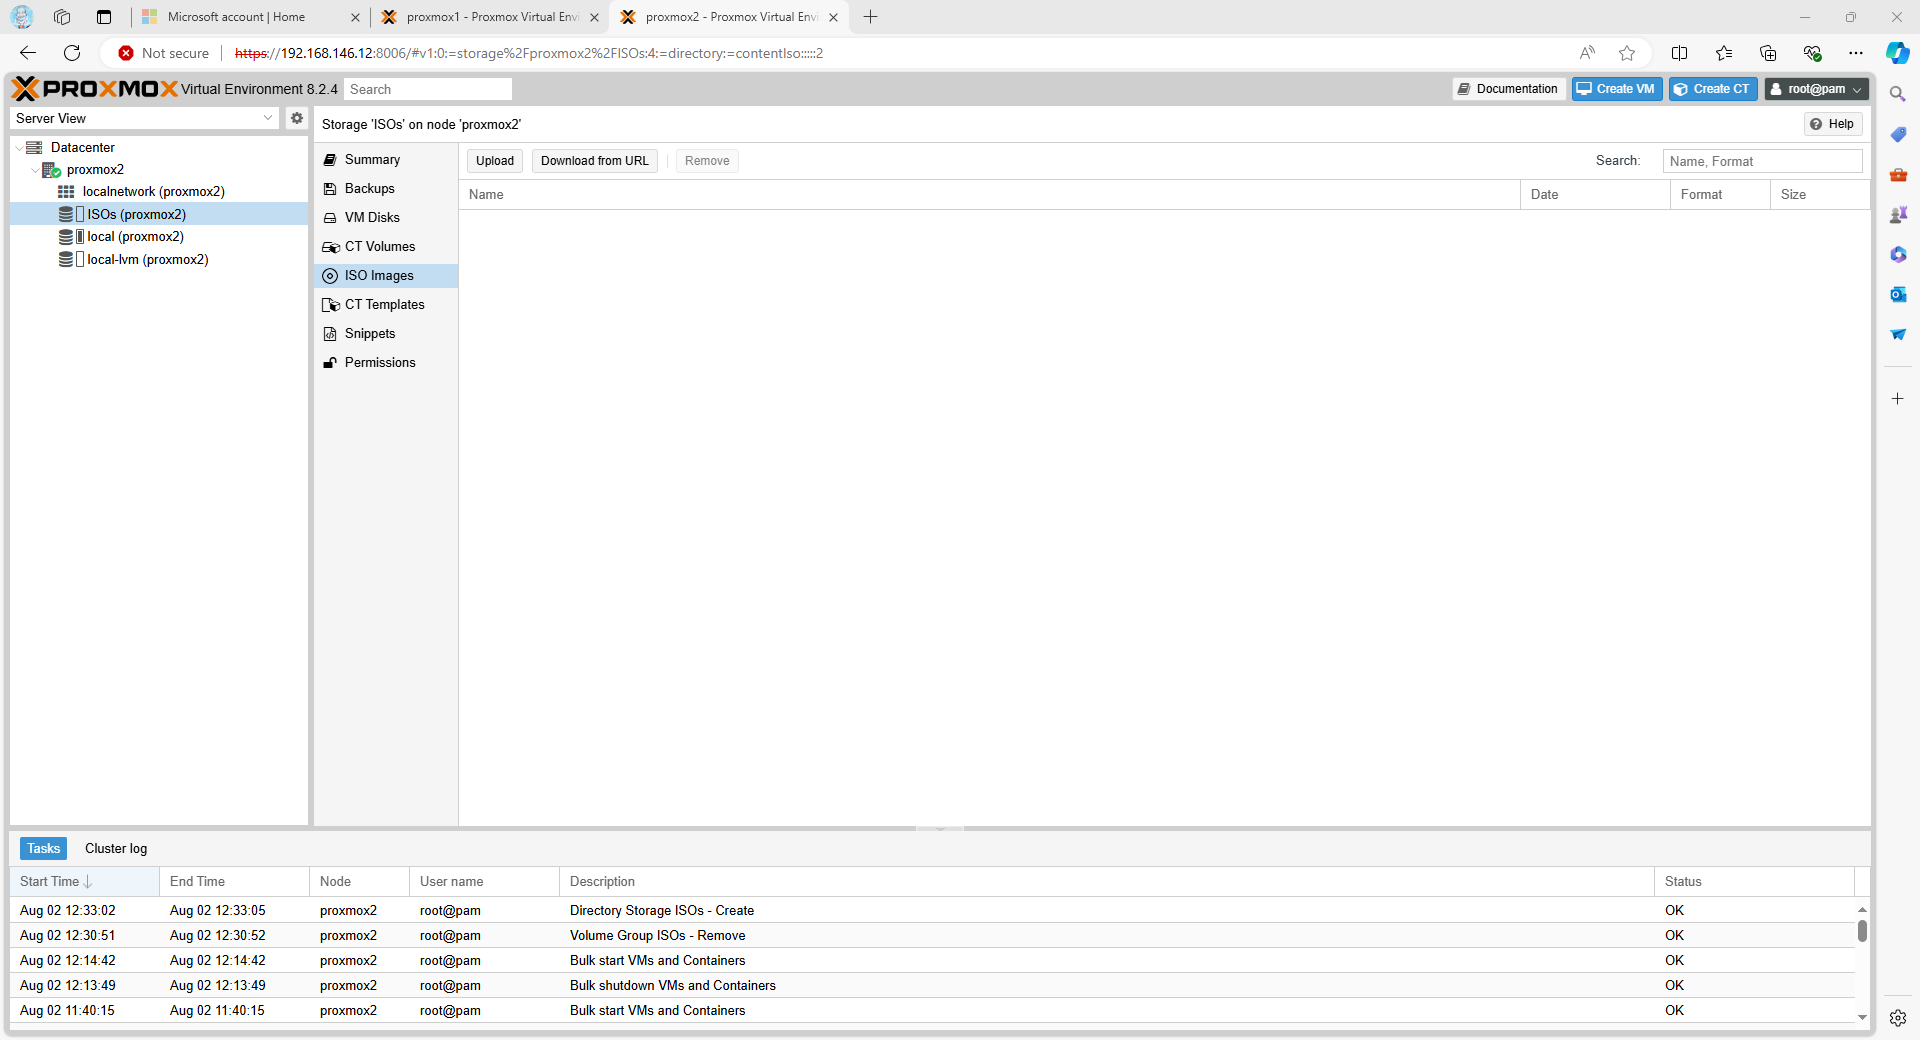 Microsoft account | Home
proxmox1 - Proxmox Virtual Envi
proxmox2 - Proxmox Virtual Envi
Not secure
https://192.168.146.12:8006/#v1:0:=storage%2Fproxmox2%2FISOs:4:=directory:=contentIso:::::2
PROXMOX Virtual Environment 8.2.4
Search
Documentation
Create VM
Create CT
root@pam
Server View
Storage 'ISOs' on node 'proxmox2'
Help
Datacenter
proxmox2
localnetwork (proxmox2)
ISOs (proxmox2)
local (proxmox2)
local-lvm (proxmox2)
Summary
Backups
VM Disks
CT Volumes
ISO Images
CT Templates
Snippets
Permissions
Upload Download from URL Remove Search: Name, Format
Name Date Format Size
Tasks Cluster log
Start Time End Time Node User name Description Status
Aug 02 12:33:02 Aug 02 12:33:05 proxmox2 root@pam Directory Storage ISOs - Create OK
Aug 02 12:30:51 Aug 02 12:30:52 proxmox2 root@pam Volume Group ISOs - Remove OK
Aug 02 12:14:42 Aug 02 12:14:42 proxmox2 root@pam Bulk start VMs and Containers OK
Aug 02 12:13:49 Aug 02 12:13:49 proxmox2 root@pam Bulk shutdown VMs and Containers OK
Aug 02 11:40:15 Aug 02 11:40:15 proxmox2 root@pam Bulk start VMs and Containers OK